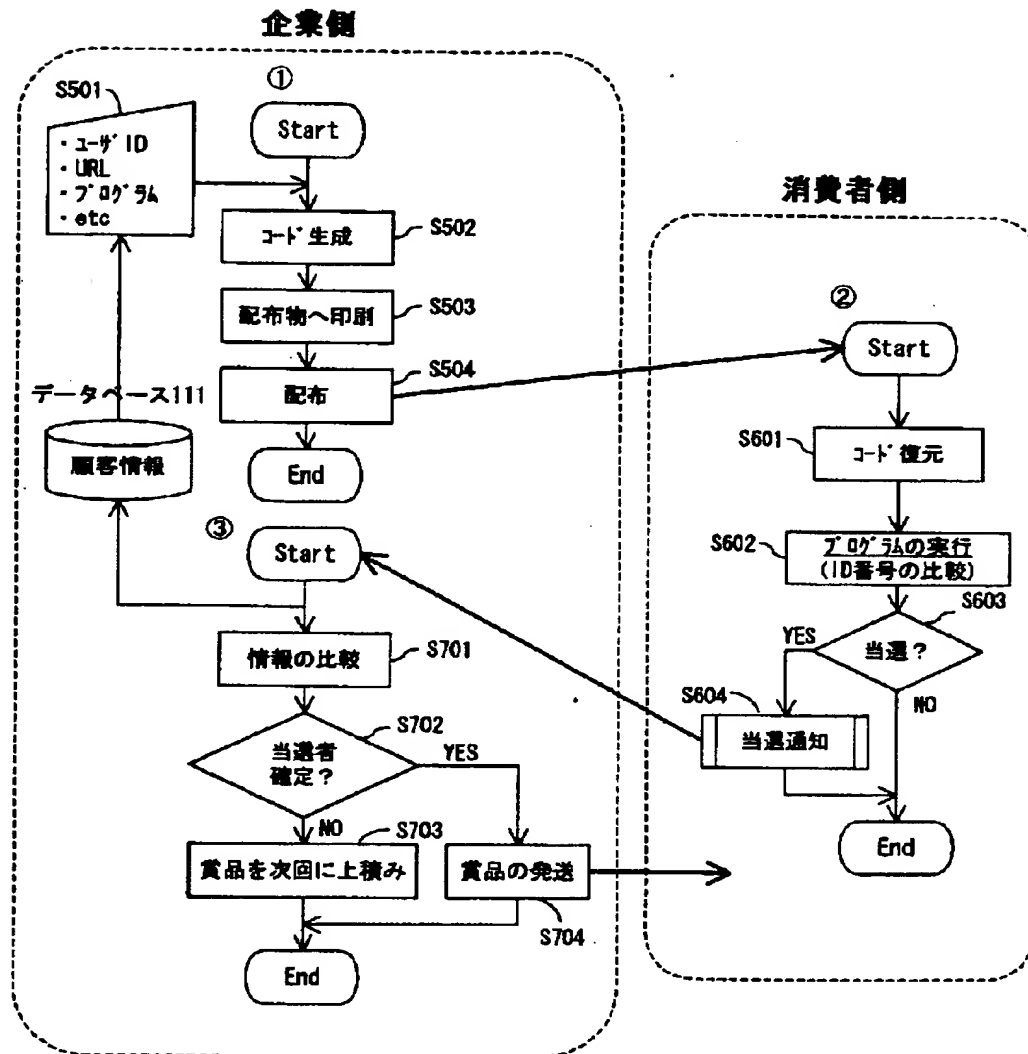 企業側
①
S501
Start
・ユーザID
・URL
・プログラム
・etc
コード生成
S502
配布物へ印刷
S503
配布
S504
End
データベース111
顧客情報
③
Start
情報の比較
S701
当選者
確定?
S702
YES
NO
S703
賞品を次回に上積み
賞品の発送
S704
End
消費者側
②
Start
S601
コード復元
S602
プログラムの実行
(ID番号の比較)
S603
当選?
YES
NO
S604
当選通知
End